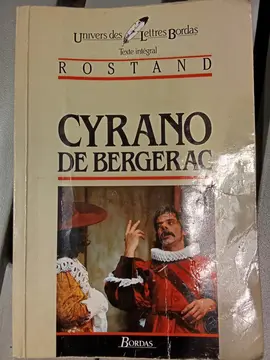 Univers des Lettres Bordas
Texte intégral
ROSTAND
CYRANO
DE BERGERAC
BORDAS